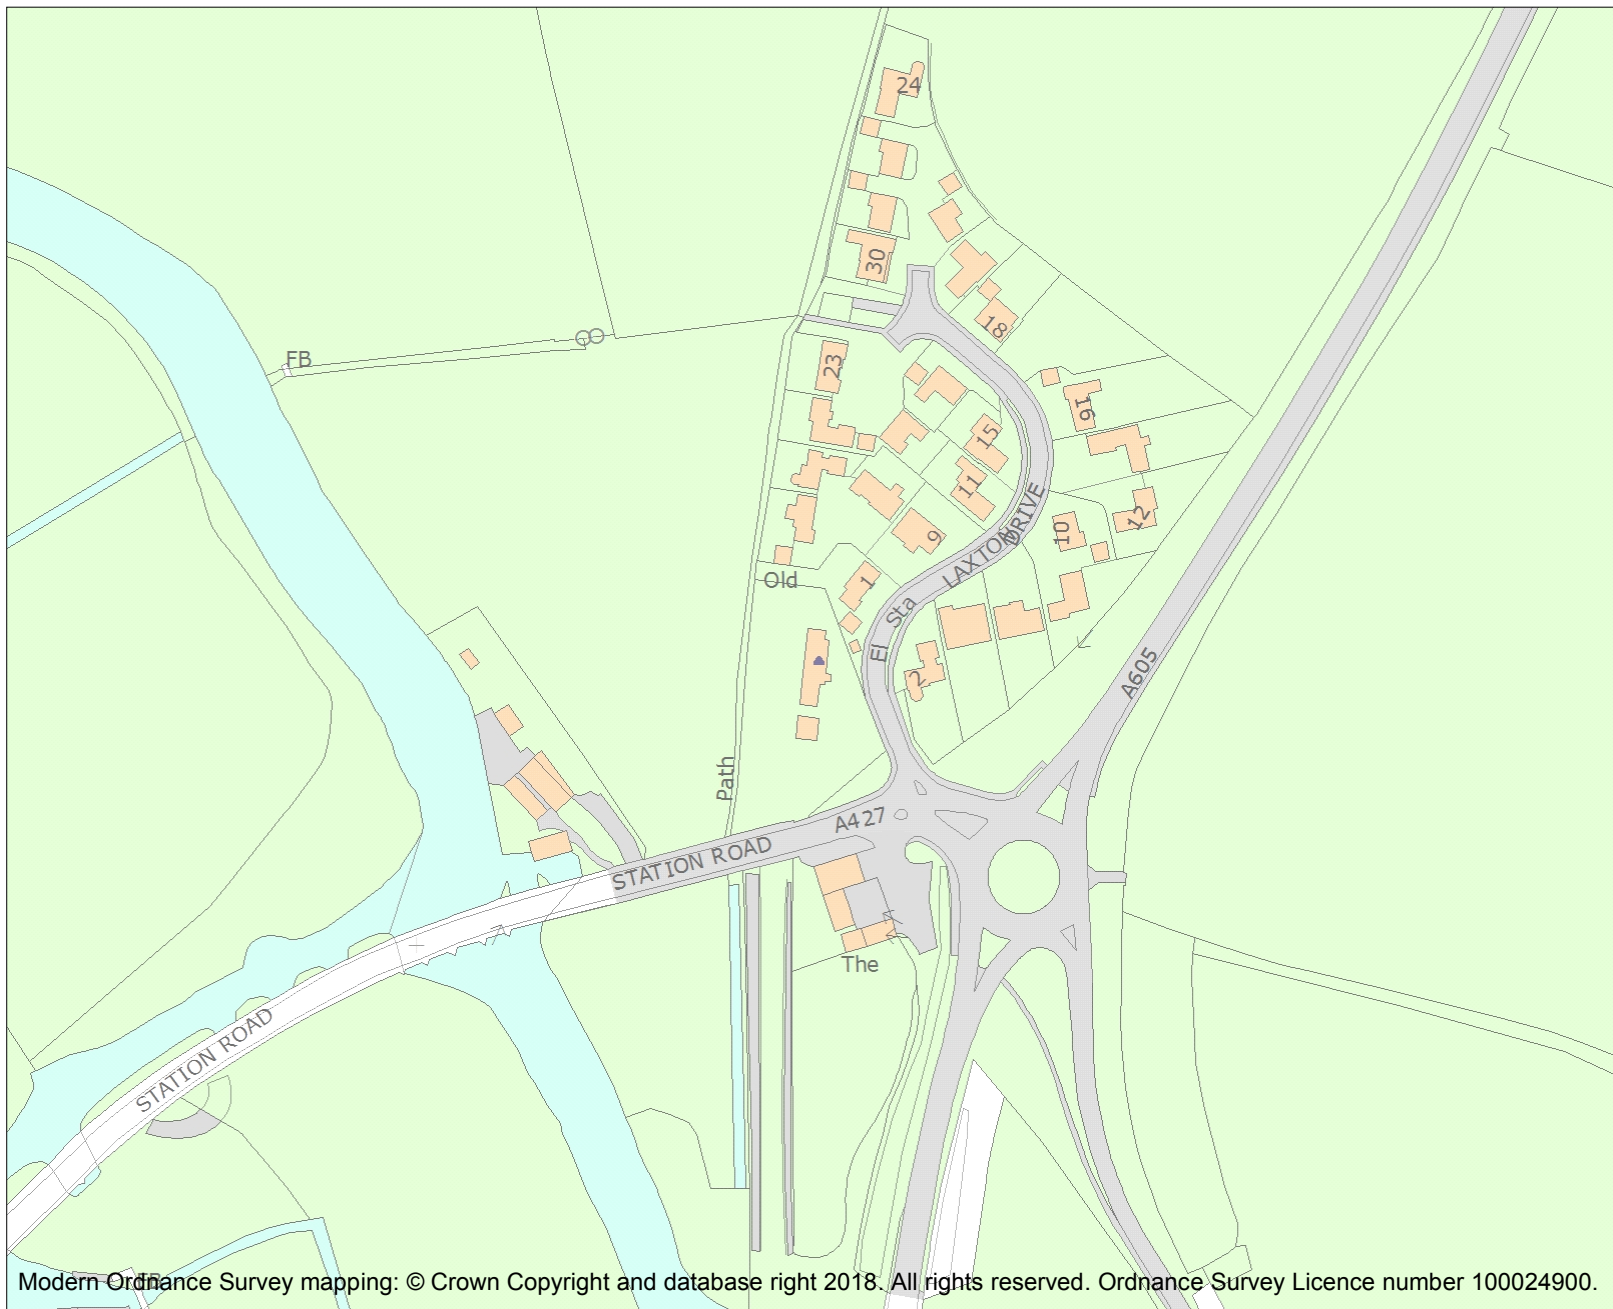 24
30
18
FB
23
16
15
11
9
10
12
LAXTON DRIVE
Old
1
El Sta
2
A605
Path
A427
STATION ROAD
The
STATION ROAD
FB
Modern Ordnance Survey mapping: © Crown Copyright and database right 2018. All rights reserved. Ordnance Survey Licence number 100024900.